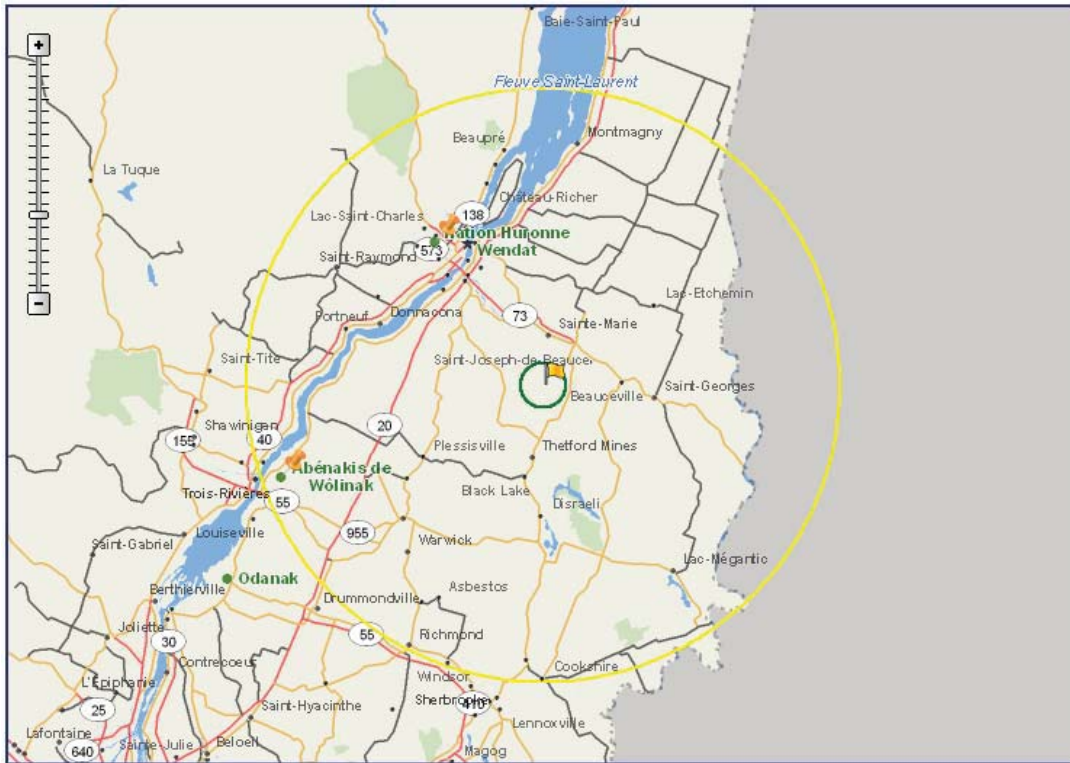 Baie-Saint-Paul
+
Fleuve Saint-Laurent
Beaupré
Montmagny
La Tuque
Château-Richer
Lac-Saint-Charles
138
Nation Huronne
Wendat
573
Saint-Raymond
Lac-Etchemin
Portneuf
Donnacona
73
Sainte-Marie
-
Saint-Tite
Saint-Joseph-de-Beauce
Saint-Georges
Beauceville
155
Shawinigan
40
20
Plessisville
Thetford Mines
Abénakis de
Wôlinak
Trois-Rivières
Black Lake
55
Disraeli
Louiseville
955
Saint-Gabriel
Warwick
Lac-Mégantic
Odanak
Asbestos
Berthierville
Drummondville
Joliette
30
55
Richmond
Contrecoeur
Cookshire
L'Épiphanie
Windsor
Saint-Hyacinthe
Sherbrooke
410
25
Lennoxville
Lafontaine
640
Sainte-Julie
Beloeil
Magog